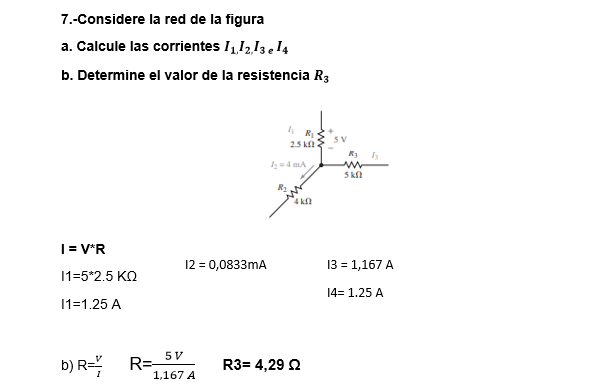 7.-Considere la red de la figura
a. Calcule las corrientes I₁,I₂,I₃ e I₄
b. Determine el valor de la resistencia R₃
I₁ R₁ + 5 V
2.5 kΩ −
I₂ = 4 mA R₃ I₃
5 kΩ
R₂
4 kΩ
I = V*R
I2 = 0,0833mA I3 = 1,167 A
I1=5*2.5 KΩ
I4= 1.25 A
I1=1.25 A
b) R=V/I R=5 V/1,167 A R3= 4,29 Ω